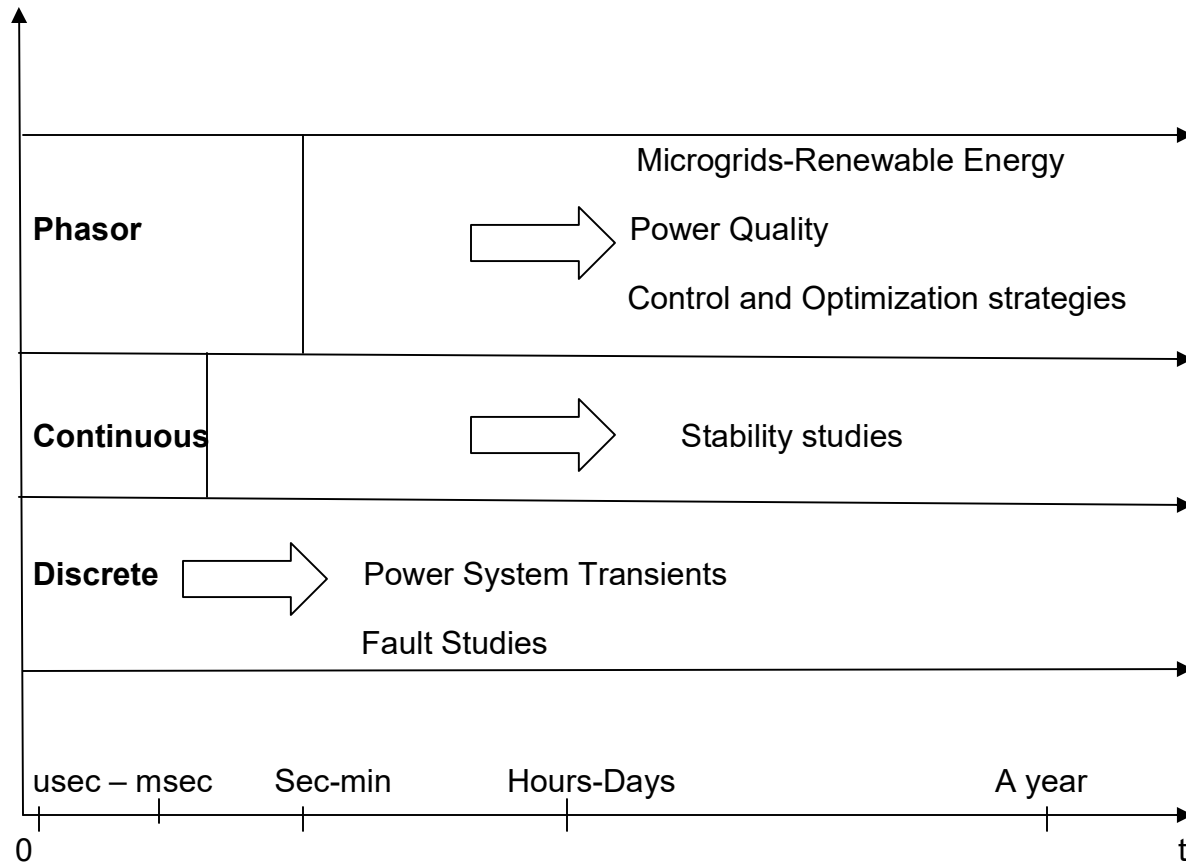 Microgrids-Renewable Energy
Phasor
Power Quality
Control and Optimization strategies
Continuous
Stability studies
Discrete
Power System Transients
Fault Studies
usec – msec
Sec-min
Hours-Days
A year
0
t